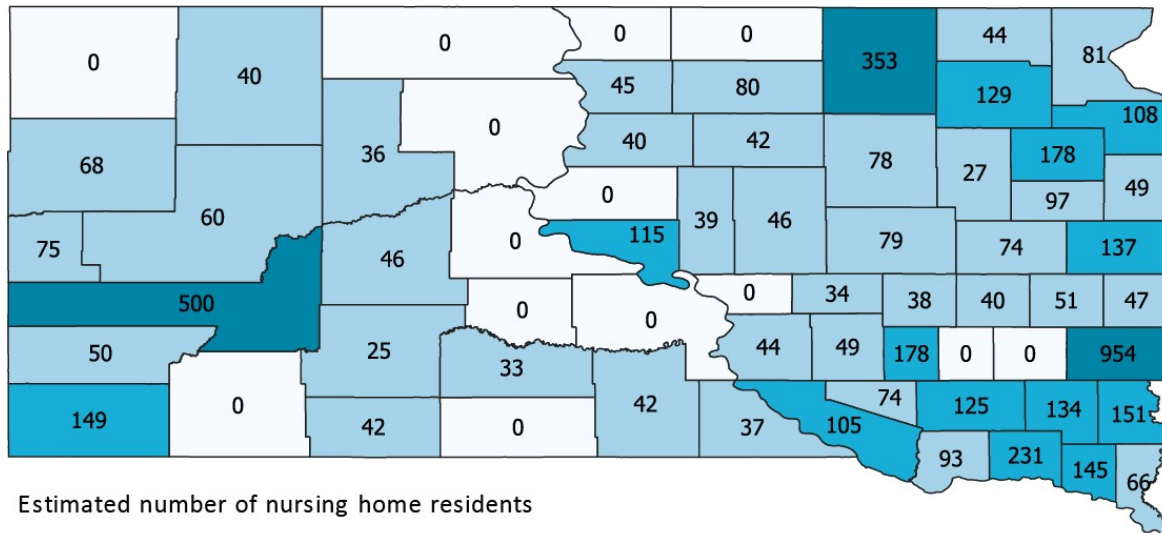 0 40 0 0 0 353 44 81
45 80 129 108
68 36 0 40 42 78 27 178
60 0 39 46 97 49
75 46 0 115 79 74 137
500 0 0 0 34 38 40 51 47
50 25 33 44 49 178 0 0 954
149 0 42 0 42 37 105 74 125 134 151
93 231 145 66
Estimated number of nursing home residents